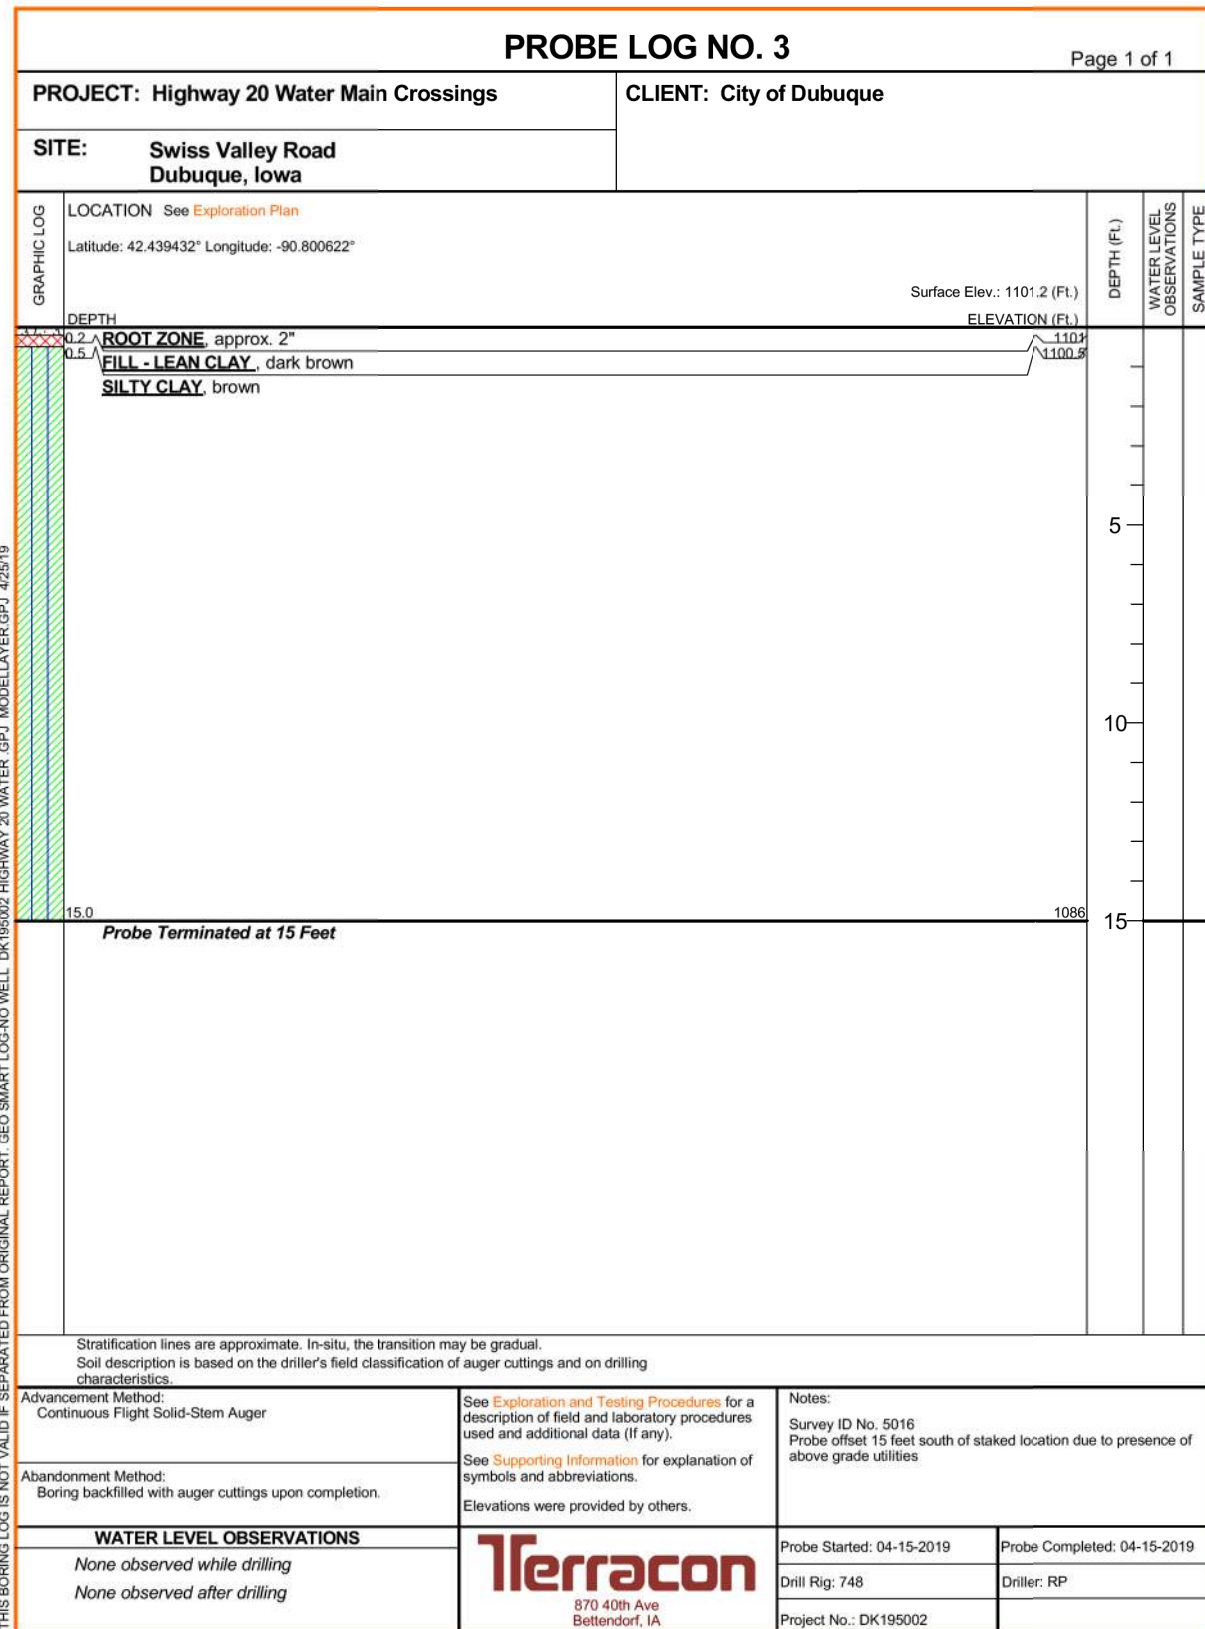 PROBE LOG NO. 3
Page 1 of 1
PROJECT: Highway 20 Water Main Crossings
CLIENT: City of Dubuque
SITE: Swiss Valley Road
Dubuque, Iowa
GRAPHIC LOG
LOCATION See Exploration Plan
Latitude: 42.439432° Longitude: -90.800622°
Surface Elev.: 1101.2 (Ft.)
DEPTH
ELEVATION (Ft.)
DEPTH (Ft.)
WATER LEVEL
OBSERVATIONS
SAMPLE TYPE
0.2 ROOT ZONE, approx. 2" 1101
0.5 FILL - LEAN CLAY , dark brown 1100.5
SILTY CLAY, brown
5
10
15.0 1086
15
Probe Terminated at 15 Feet
Stratification lines are approximate. In-situ, the transition may be gradual.
Soil description is based on the driller's field classification of auger cuttings and on drilling
characteristics.
Advancement Method:
Continuous Flight Solid-Stem Auger
Abandonment Method:
Boring backfilled with auger cuttings upon completion.
See Exploration and Testing Procedures for a
description of field and laboratory procedures
used and additional data (If any).
See Supporting Information for explanation of
symbols and abbreviations.
Elevations were provided by others.
Notes:
Survey ID No. 5016
Probe offset 15 feet south of staked location due to presence of
above grade utilities
WATER LEVEL OBSERVATIONS
None observed while drilling
None observed after drilling
Terracon
870 40th Ave
Bettendorf, IA
Probe Started: 04-15-2019
Probe Completed: 04-15-2019
Drill Rig: 748
Driller: RP
Project No.: DK195002
THIS BORING LOG IS NOT VALID IF SEPARATED FROM ORIGINAL REPORT. GEO SMART LOG-NO WELL DK195002 HIGHWAY 20 WATER .GPJ MODELLAYER.GPJ 4/25/19